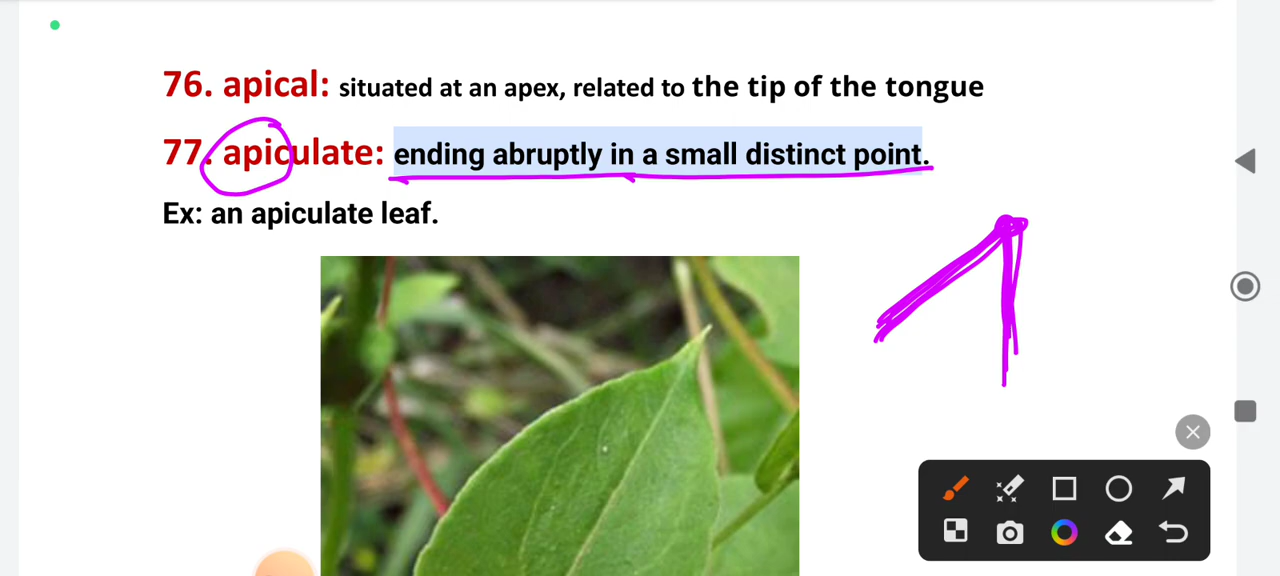 76. apical: situated at an apex, related to the tip of the tongue
77. apiculate: ending abruptly in a small distinct point.
Ex: an apiculate leaf.